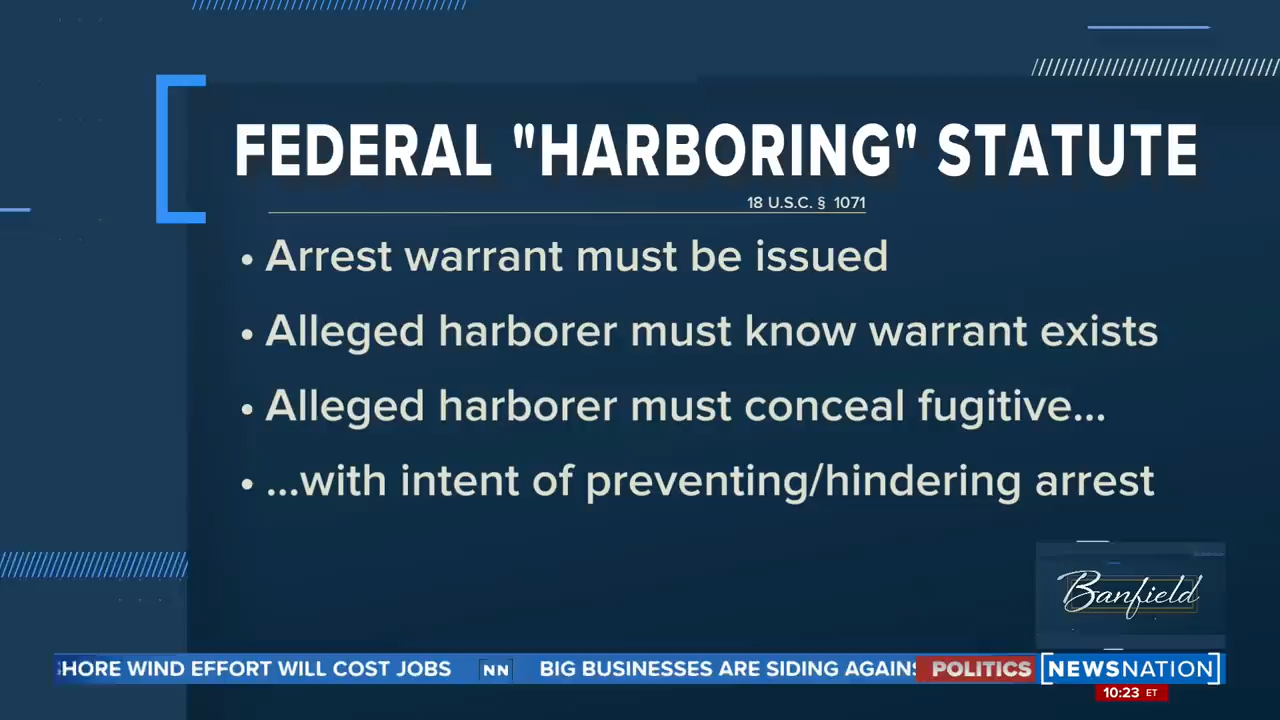 FEDERAL "HARBORING" STATUTE
18 U.S.C. § 1071
• Arrest warrant must be issued
• Alleged harborer must know warrant exists
• Alleged harborer must conceal fugitive...
• ...with intent of preventing/hindering arrest
Banfield
HORE WIND EFFORT WILL COST JOBS NN BIG BUSINESSES ARE SIDING AGAINS POLITICS NEWSNATION
10:23 ET